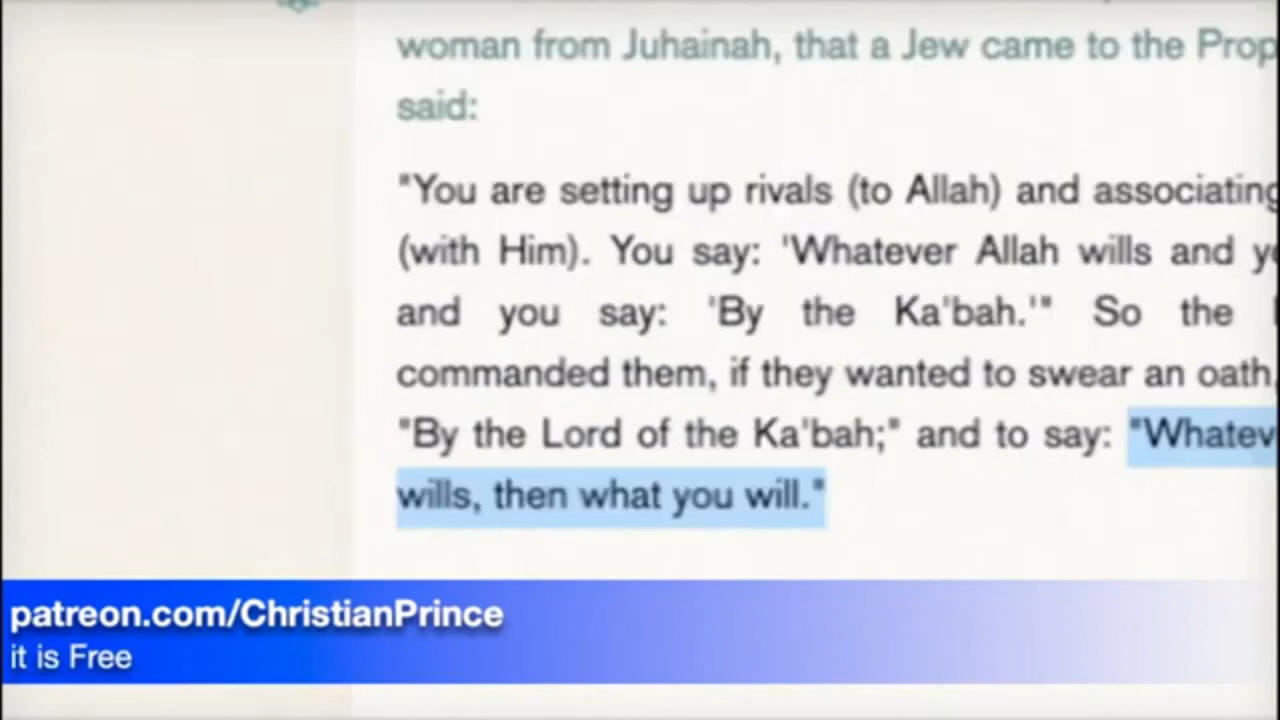 woman from Juhainah, that a Jew came to the
said:
"You are setting up rivals (to Allah) and associating
(with Him). You say: 'Whatever Allah wills and
and you say: 'By the Ka'bah.'" So the
commanded them, if they wanted to swear an oath,
"By the Lord of the Ka'bah;" and to say:
wills, then what you will."
patreon.com/ChristianPrince
it is Free